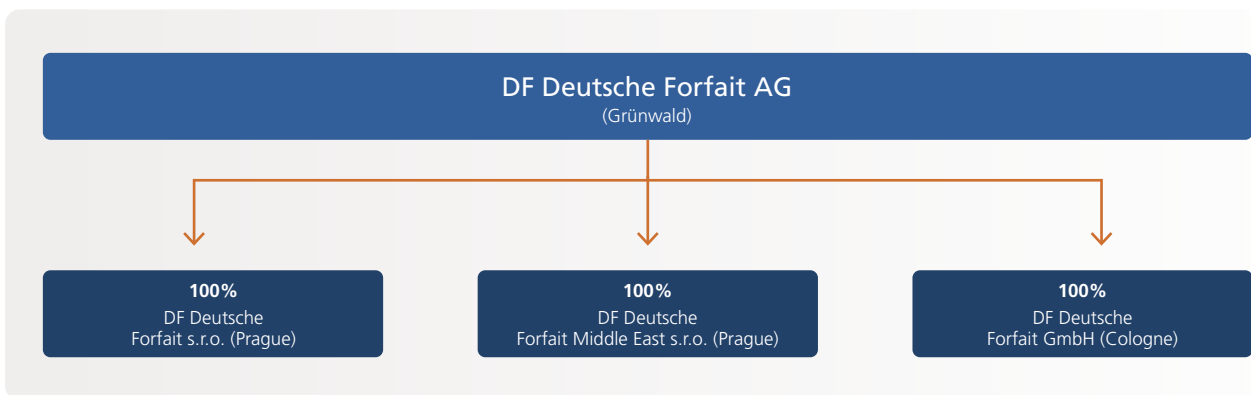 DF Deutsche Forfait AG
(Grünwald)
100%
DF Deutsche
Forfait s.r.o. (Prague)
100%
DF Deutsche
Forfait Middle East s.r.o. (Prague)
100%
DF Deutsche
Forfait GmbH (Cologne)